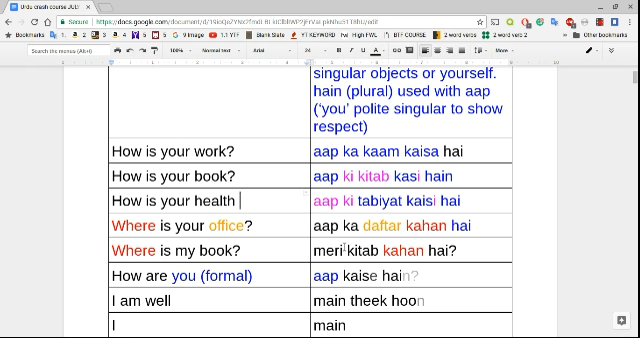 Urdu crash course JUL
Secure
Bookmarks
9 Image
1.1 YTF
Blank Slate
YT KEYWORD
High FWL
BTF COURSE
2 word verbs
2 word verb 2
Other bookmarks
Search the menus (Alt+/)
100%
Normal text
Arial
24
More
singular objects or yourself.
hain (plural) used with aap
(‘you’ polite singular to show
respect)
How is your work? aap ka kaam kaisa hai
How is your book? aap ki kitab kasi hain
How is your health aap ki tabiyat kaisi hai
Where is your office? aap ka daftar kahan hai
Where is my book? meri kitab kahan hai?
How are you (formal) aap kaise hain?
I am well main theek hoon
I main